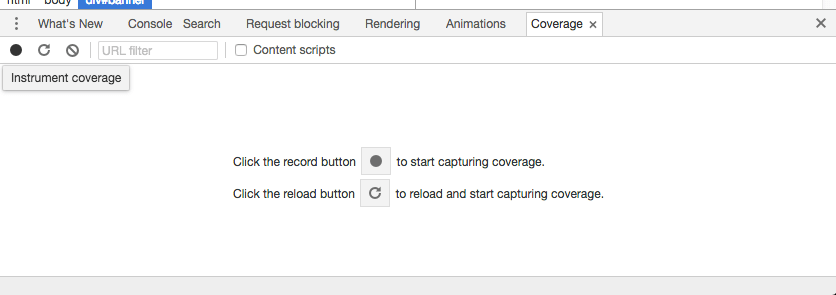 html body div#banner
What's New Console Search Request blocking Rendering Animations Coverage ×
URL filter Content scripts
Instrument coverage
Click the record button to start capturing coverage.
Click the reload button to reload and start capturing coverage.